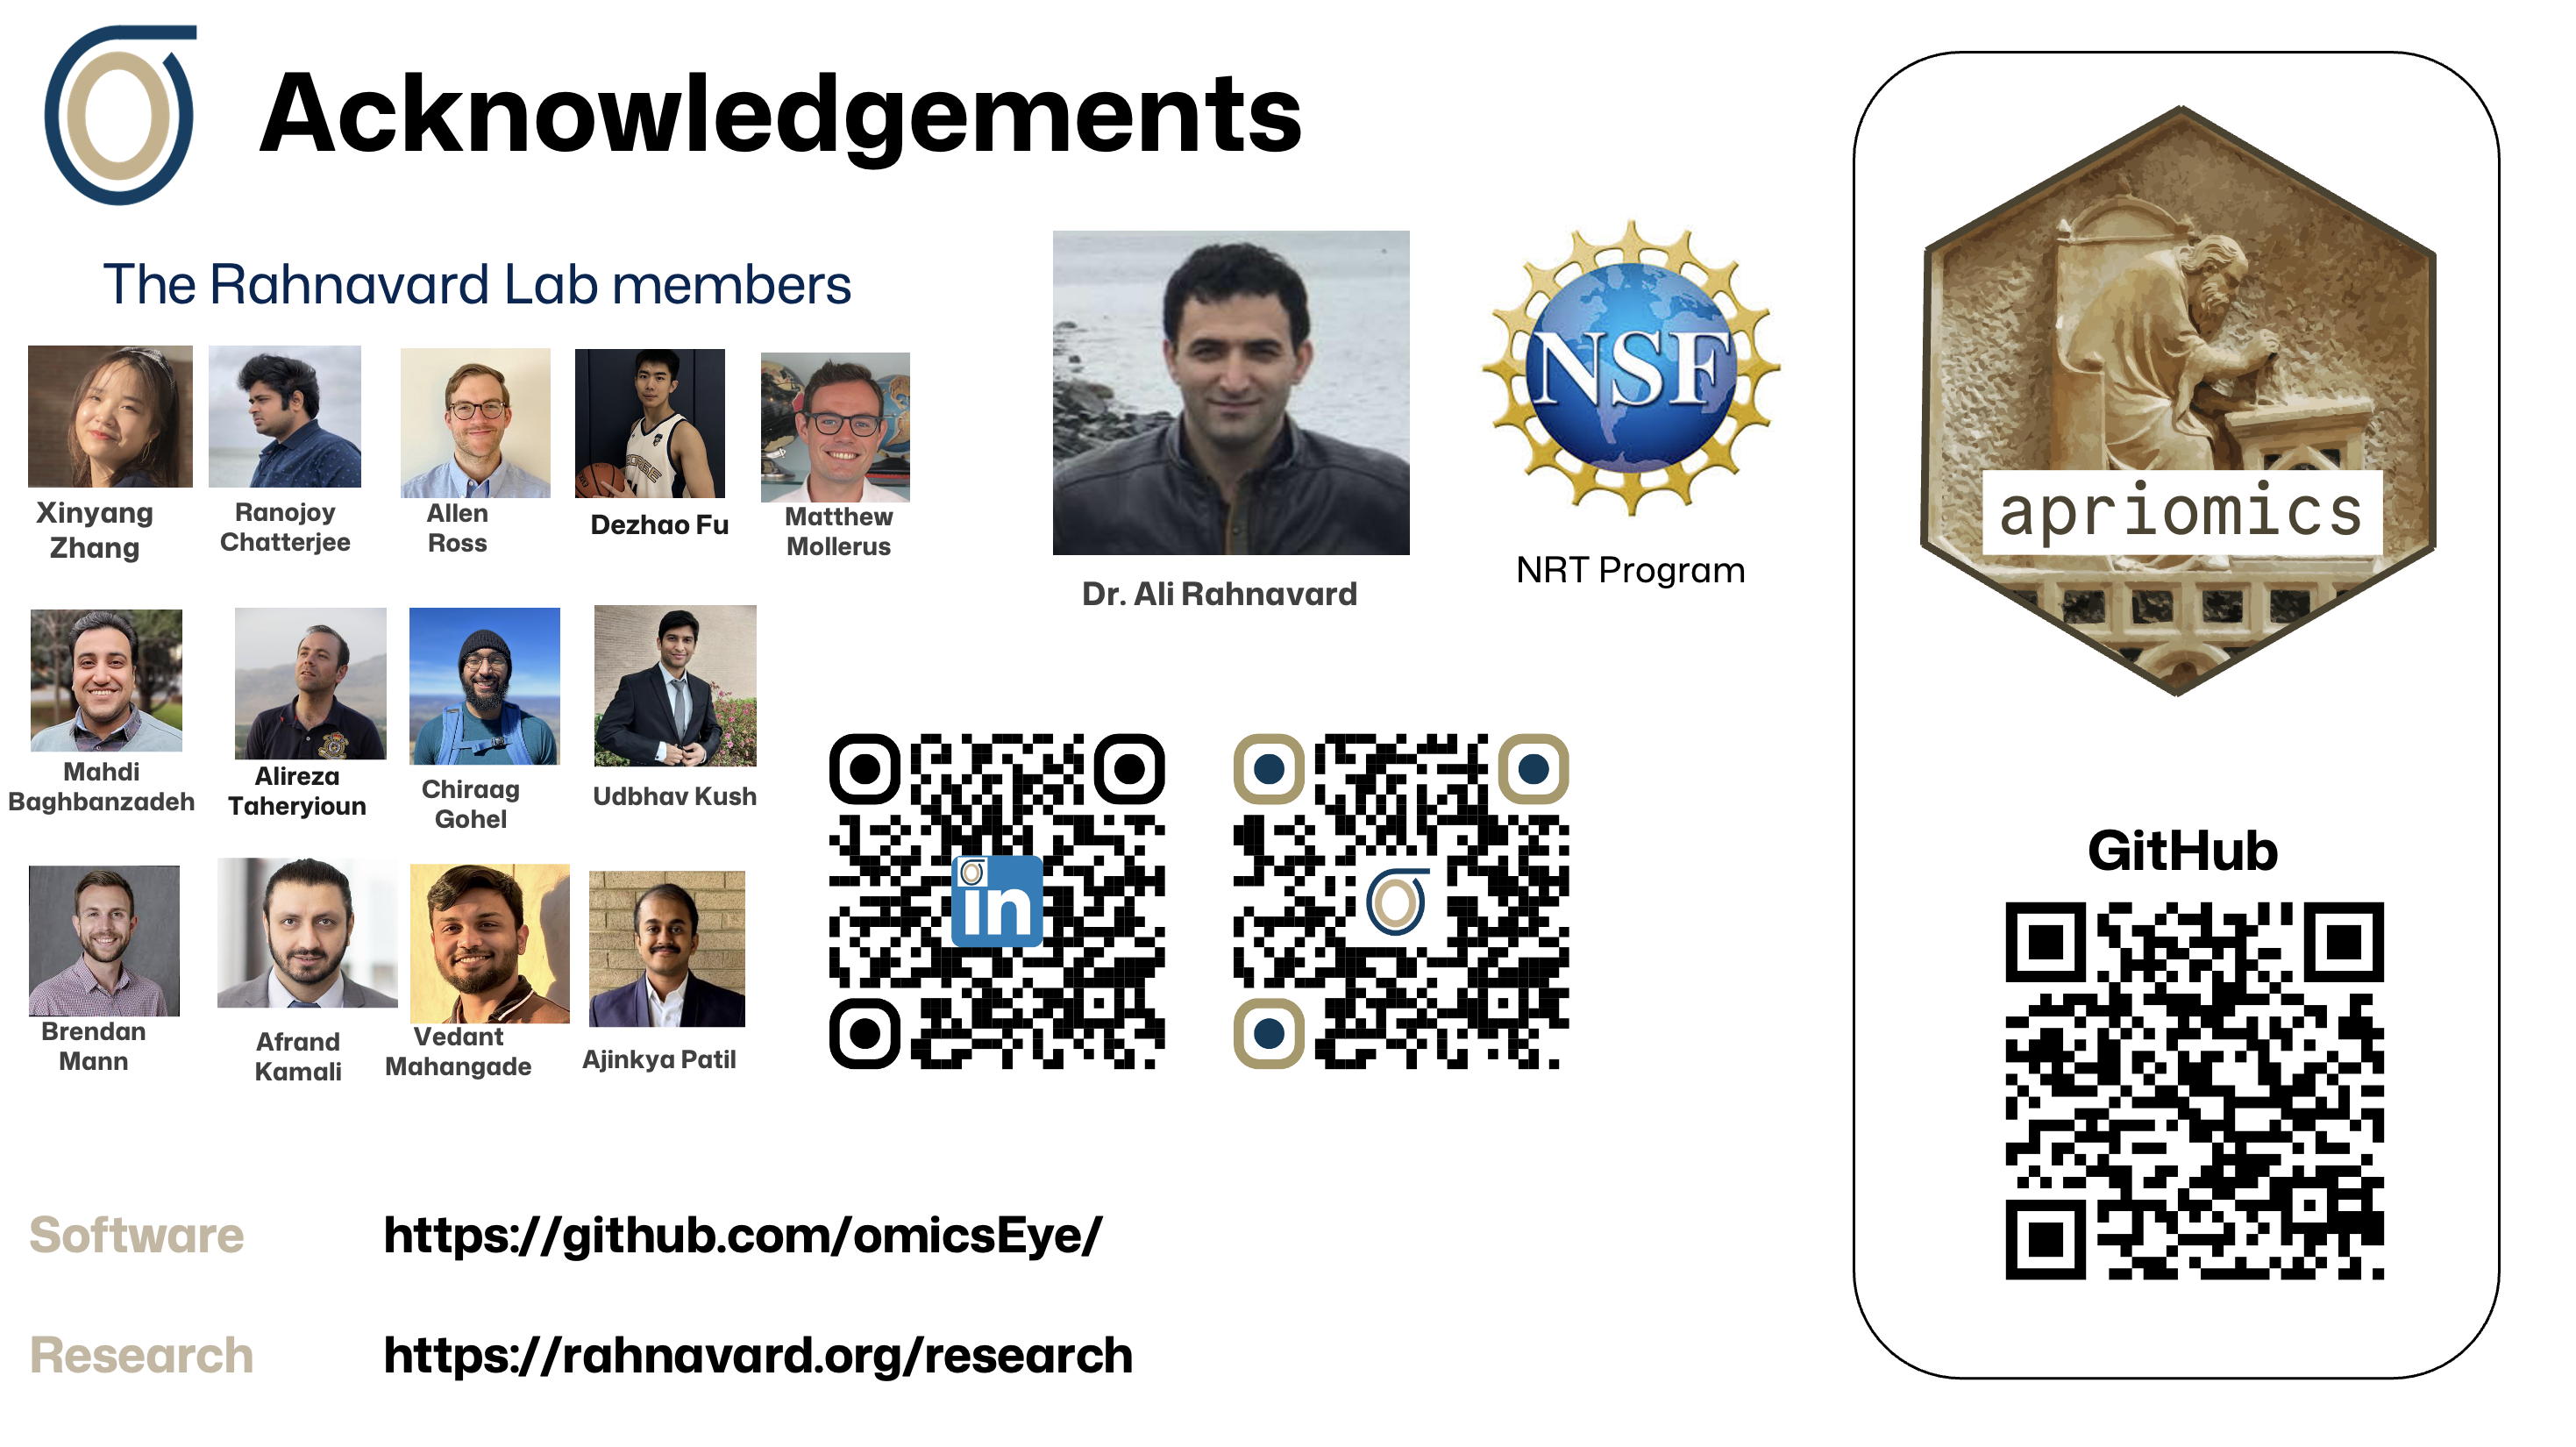 Acknowledgements
The Rahnavard Lab members
Xinyang
Zhang
Ranojoy
Chatterjee
Allen
Ross
Dezhao Fu
Matthew
Mollerus
Mahdi
Baghbanzadeh
Alireza
Taheryioun
Chiraag
Gohel
Udbhav Kush
Brendan
Mann
Afrand
Kamali
Vedant
Mahangade
Ajinkya Patil
Dr. Ali Rahnavard
NSF
NRT Program
in
apriomics
GitHub
Software
https://github.com/omicsEye/
Research
https://rahnavard.org/research